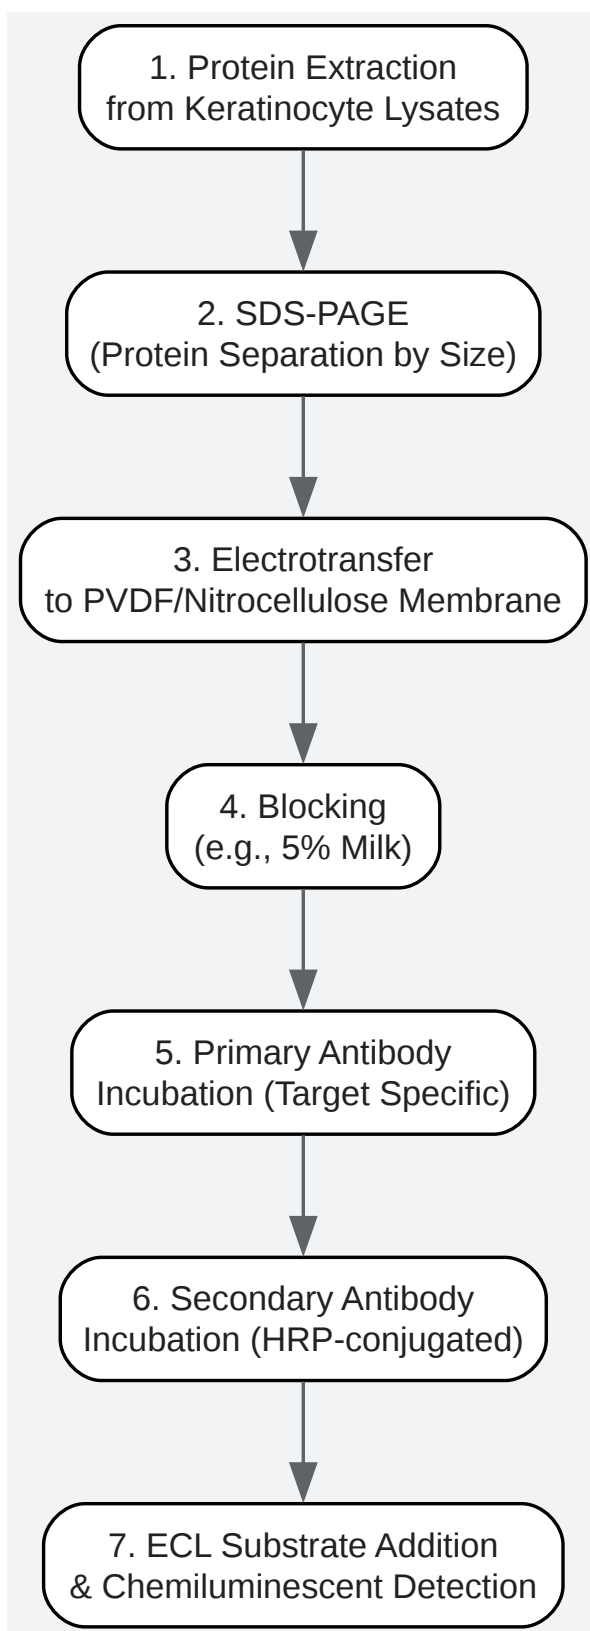 1. Protein Extraction
from Keratinocyte Lysates
2. SDS-PAGE
(Protein Separation by Size)
3. Electrotransfer
to PVDF/Nitrocellulose Membrane
4. Blocking
(e.g., 5% Milk)
5. Primary Antibody
Incubation (Target Specific)
6. Secondary Antibody
Incubation (HRP-conjugated)
7. ECL Substrate Addition
& Chemiluminescent Detection